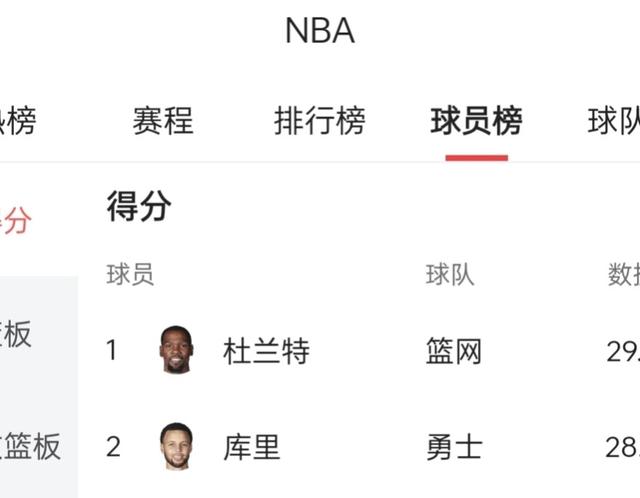 NBA
热榜 赛程 排行榜 球员榜 球队
得分 得分
球员 球队 数据
篮板
1 杜兰特 篮网 29.
篮板 2 库里 勇士 28.